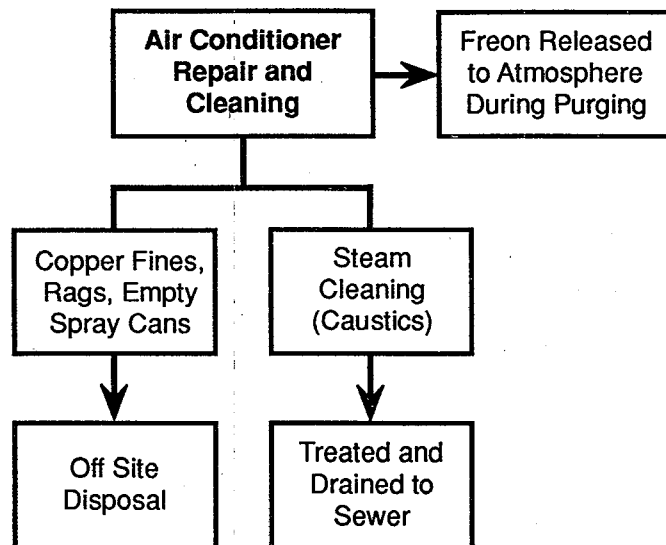 Air Conditioner
Repair and
Cleaning
Freon Released
to Atmosphere
During Purging
Copper Fines,
Rags, Empty
Spray Cans
Steam
Cleaning
(Caustics)
Off Site
Disposal
Treated and
Drained to
Sewer